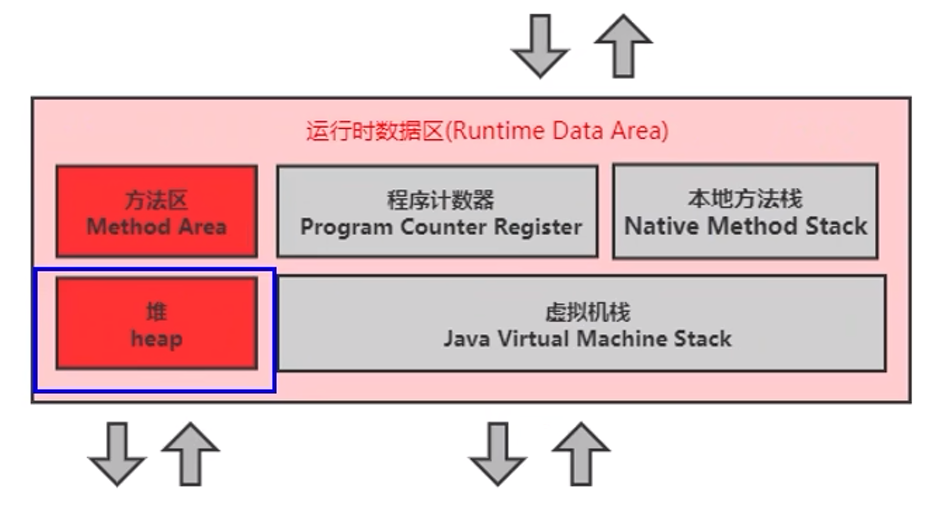 运行时数据区(Runtime Data Area)
方法区
Method Area
程序计数器
Program Counter Register
本地方法栈
Native Method Stack
堆
heap
虚拟机栈
Java Virtual Machine Stack